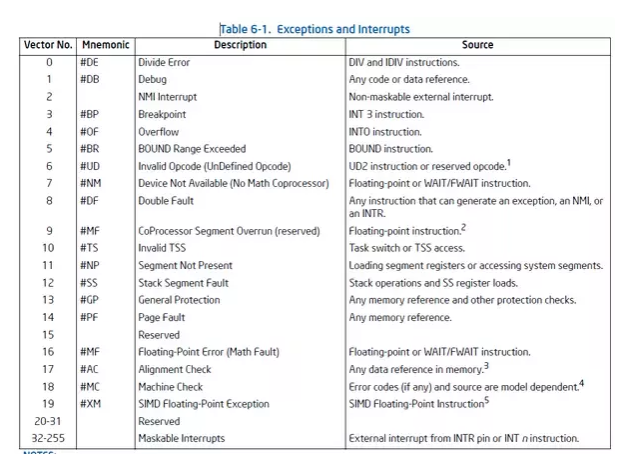 Table 6-1. Exceptions and Interrupts
Vector No. Mnemonic Description Source
0 #DE Divide Error DIV and IDIV instructions.
1 #DB Debug Any code or data reference.
2 NMI Interrupt Non-maskable external interrupt.
3 #BP Breakpoint INT 3 instruction.
4 #OF Overflow INTO instruction.
5 #BR BOUND Range Exceeded BOUND instruction.
6 #UD Invalid Opcode (UnDefined Opcode) UD2 instruction or reserved opcode.1
7 #NM Device Not Available (No Math Coprocessor) Floating-point or WAIT/FWAIT instruction.
8 #DF Double Fault Any instruction that can generate an exception, an NMI, or
an INTR.
9 #MF CoProcessor Segment Overrun (reserved) Floating-point instruction.2
10 #TS Invalid TSS Task switch or TSS access.
11 #NP Segment Not Present Loading segment registers or accessing system segments.
12 #SS Stack Segment Fault Stack operations and SS register loads.
13 #GP General Protection Any memory reference and other protection checks.
14 #PF Page Fault Any memory reference.
15 Reserved
16 #MF Floating-Point Error (Math Fault) Floating-point or WAIT/FWAIT instruction.
17 #AC Alignment Check Any data reference in memory.3
18 #MC Machine Check Error codes (if any) and source are model dependent.4
19 #XM SIMD Floating-Point Exception SIMD Floating-Point Instruction5
20-31 Reserved
32-255 Maskable Interrupts External interrupt from INTR pin or INT n instruction.